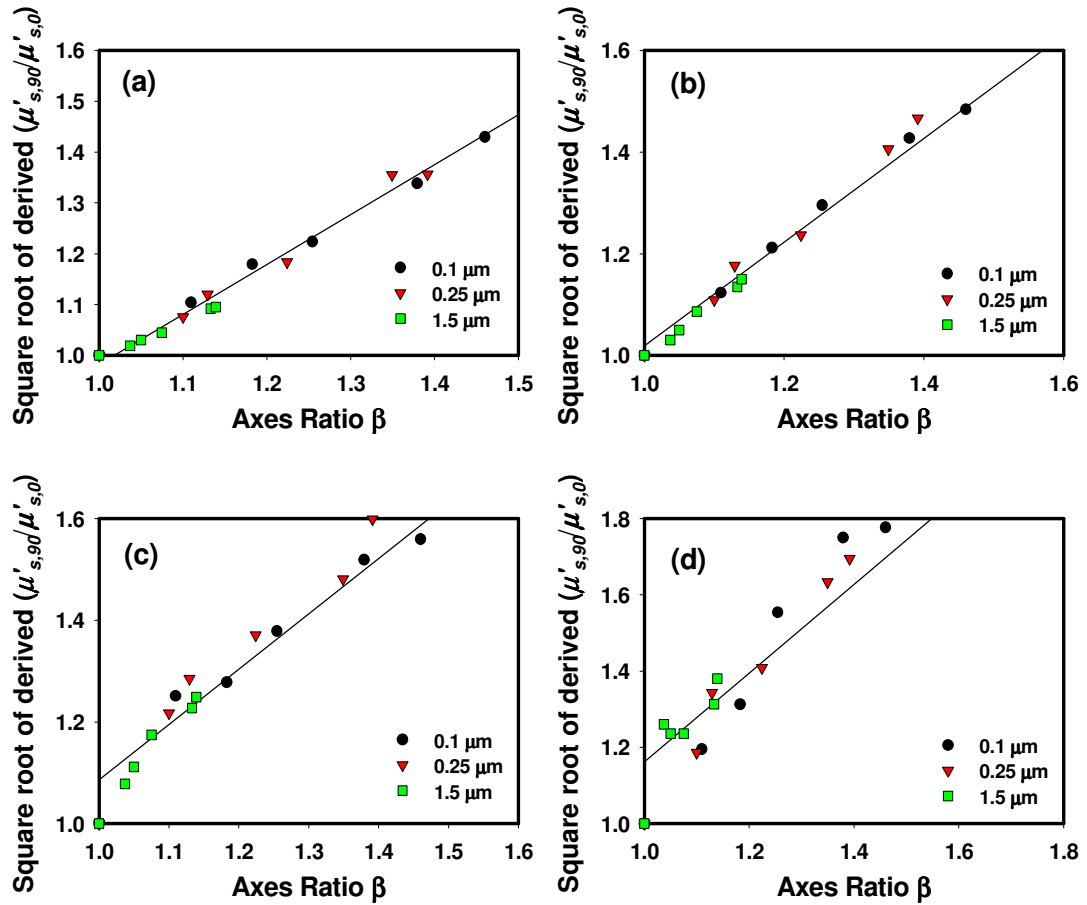 Square root of derived (μ's,90/μ's,0)
1.6
1.5
1.4
1.3
1.2
1.1
1.0
(a)
0.1 μm
0.25 μm
1.5 μm
1.0 1.1 1.2 1.3 1.4 1.5
Axes Ratio β
Square root of derived (μ's,90/μ's,0)
1.6
1.4
1.2
1.0
(b)
0.1 μm
0.25 μm
1.5 μm
1.0 1.2 1.4 1.6
Axes Ratio β
Square root of derived (μ's,90/μ's,0)
1.6
1.4
1.2
1.0
(c)
0.1 μm
0.25 μm
1.5 μm
1.0 1.1 1.2 1.3 1.4 1.5 1.6
Axes Ratio β
Square root of derived (μ's,90/μ's,0)
1.8
1.6
1.4
1.2
1.0
(d)
0.1 μm
0.25 μm
1.5 μm
1.0 1.2 1.4 1.6 1.8
Axes Ratio β